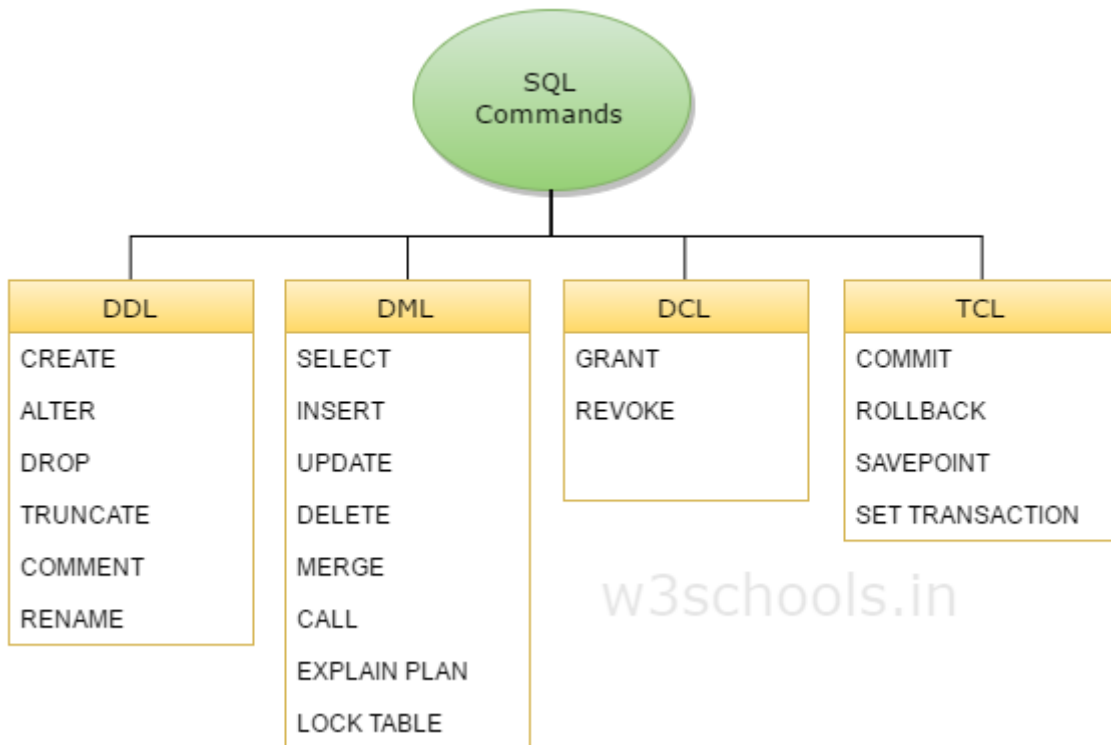 SQL
Commands
DDL
CREATE
ALTER
DROP
TRUNCATE
COMMENT
RENAME
DML
SELECT
INSERT
UPDATE
DELETE
MERGE
CALL
EXPLAIN PLAN
LOCK TABLE
DCL
GRANT
REVOKE
TCL
COMMIT
ROLLBACK
SAVEPOINT
SET TRANSACTION
w3schools.in